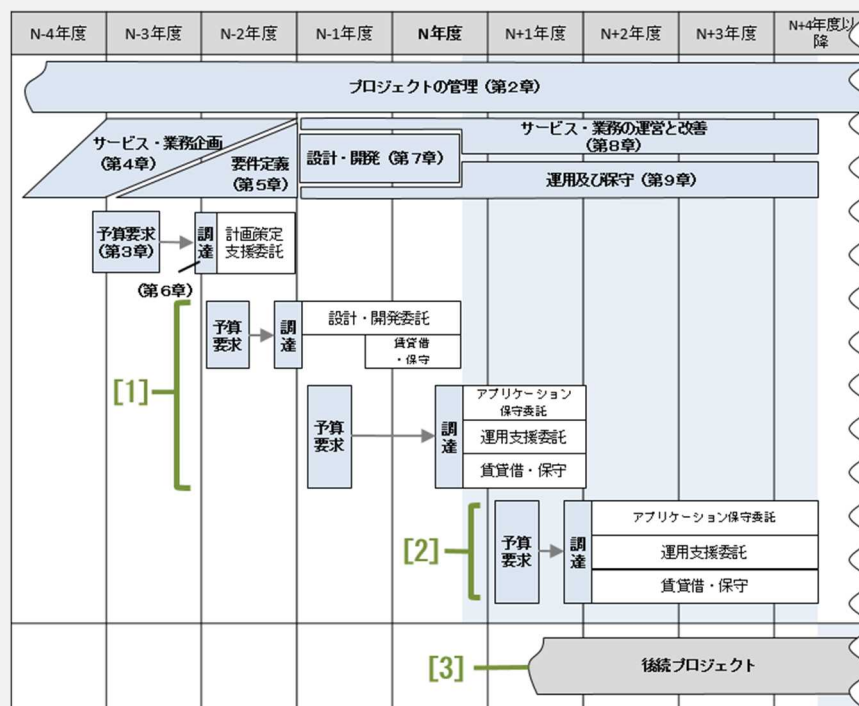 N-4年度 N-3年度 N-2年度 N-1年度 N年度 N+1年度 N+2年度 N+3年度 N+4年度以
降
プロジェクトの管理（第２章）
サービス・業務企画
（第４章）
要件定義
（第５章）
設計・開発（第７章）
サービス・業務の運営と改善
（第８章）
運用及び保守（第９章）
予算要求
（第３章）
調
達
計画策定
支援委託
（第６章）
[1]
予算
要求
調
達
設計・開発委託
賃貸借
・保守
予算
要求
調
達
アプリケーション
保守委託
運用支援委託
賃貸借・保守
[2]
予算
要求
調
達
アプリケーション保守委託
運用支援委託
賃貸借・保守
[3]
後続プロジェクト